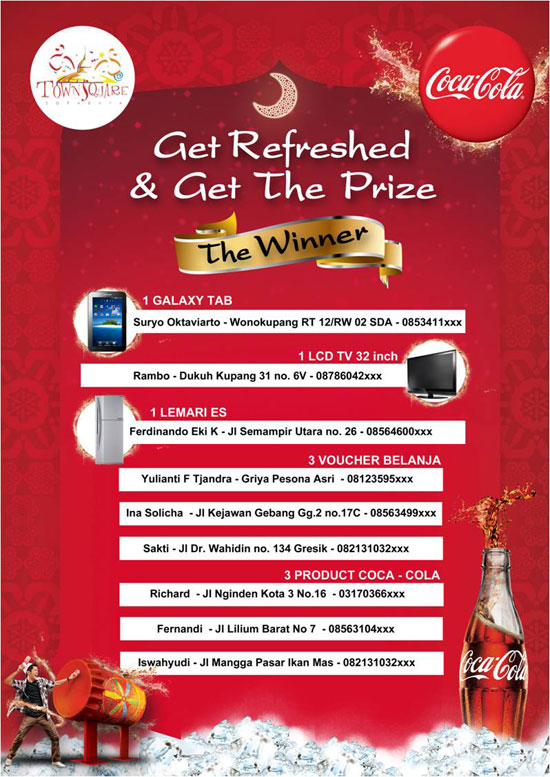 TOWNSQUARE
SURABAYA
Coca-Cola
Get Refreshed
& Get The Prize
The Winner
1 GALAXY TAB
Suryo Oktaviarto - Wonokupang RT 12/RW 02 SDA - 0853411xxx
1 LCD TV 32 inch
Rambo - Dukuh Kupang 31 no. 6V - 08786042xxx
1 LEMARI ES
Ferdinando Eki K - Jl Semampir Utara no. 26 - 08564600xxx
3 VOUCHER BELANJA
Yulianti F Tjandra - Griya Pesona Asri - 08123595xxx
Ina Solicha - Jl Kejawan Gebang Gg.2 no.17C - 08563499xxx
Sakti - Jl Dr. Wahidin no. 134 Gresik - 082131032xxx
3 PRODUCT COCA - COLA
Richard - Jl Nginden Kota 3 No.16 - 03170366xxx
Fernandi - Jl Lilium Barat No 7 - 08563104xxx
Iswahyudi - Jl Mangga Pasar Ikan Mas - 082131032xxx
Coca-Cola